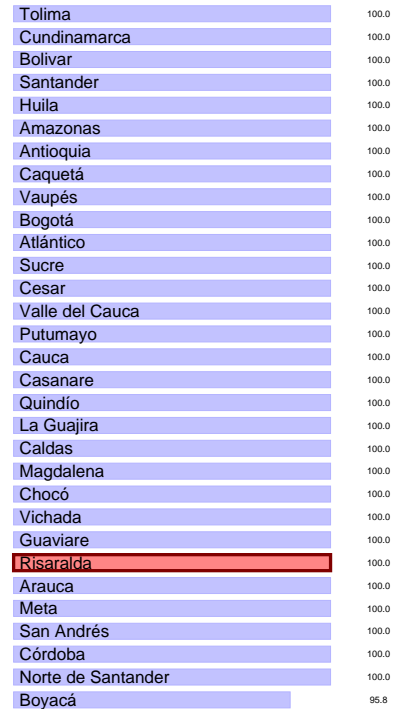 Tolima 100.0
Cundinamarca 100.0
Bolivar 100.0
Santander 100.0
Huila 100.0
Amazonas 100.0
Antioquia 100.0
Caquetá 100.0
Vaupés 100.0
Bogotá 100.0
Atlántico 100.0
Sucre 100.0
Cesar 100.0
Valle del Cauca 100.0
Putumayo 100.0
Cauca 100.0
Casanare 100.0
Quindío 100.0
La Guajira 100.0
Caldas 100.0
Magdalena 100.0
Chocó 100.0
Vichada 100.0
Guaviare 100.0
Risaralda 100.0
Arauca 100.0
Meta 100.0
San Andrés 100.0
Córdoba 100.0
Norte de Santander 100.0
Boyacá 95.8